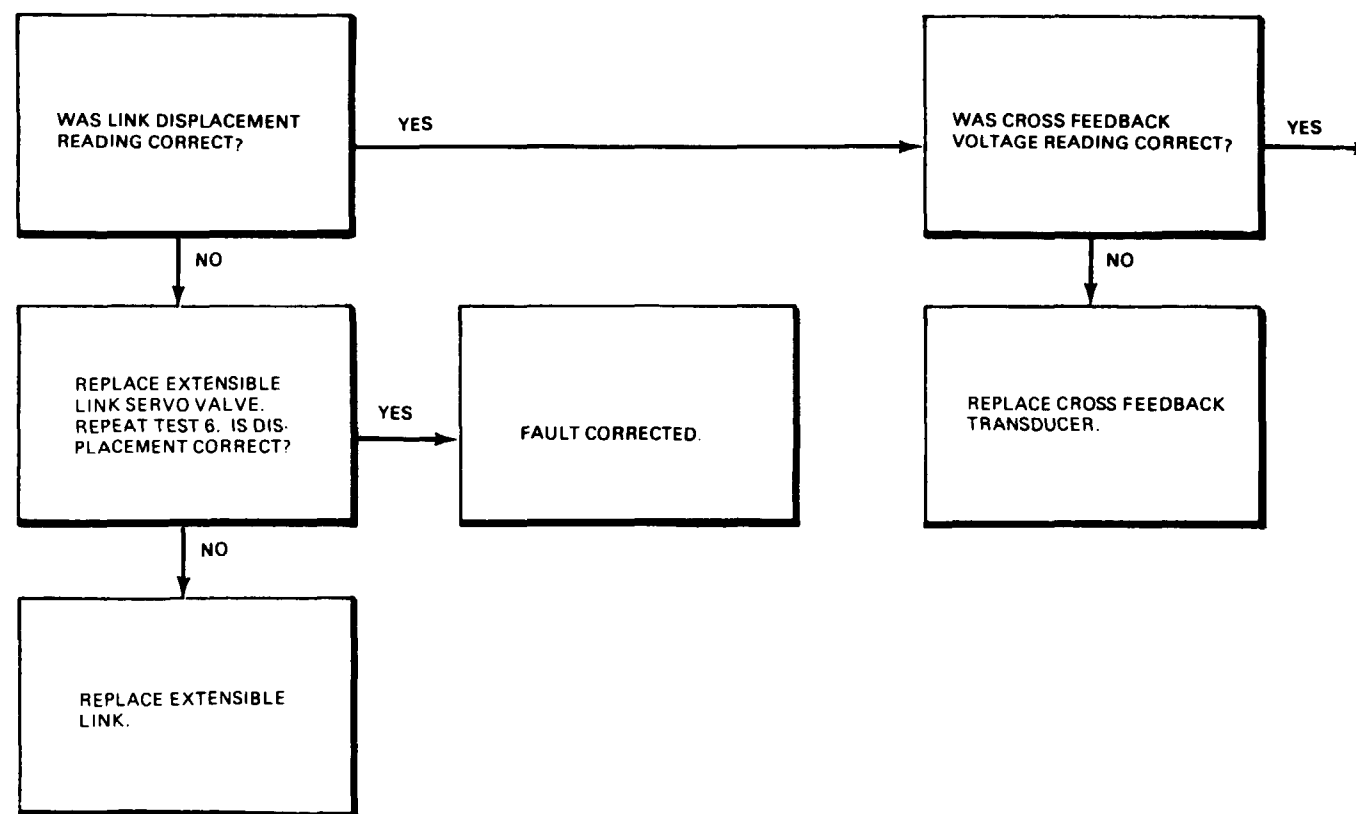 WAS LINK DISPLACEMENT
READING CORRECT?
YES
WAS CROSS FEEDBACK
VOLTAGE READING CORRECT?
YES
NO
NO
REPLACE EXTENSIBLE
LINK SERVO VALVE.
REPEAT TEST 6. IS DIS-
PLACEMENT CORRECT?
YES
FAULT CORRECTED.
REPLACE CROSS FEEDBACK
TRANSDUCER.
NO
REPLACE EXTENSIBLE
LINK.